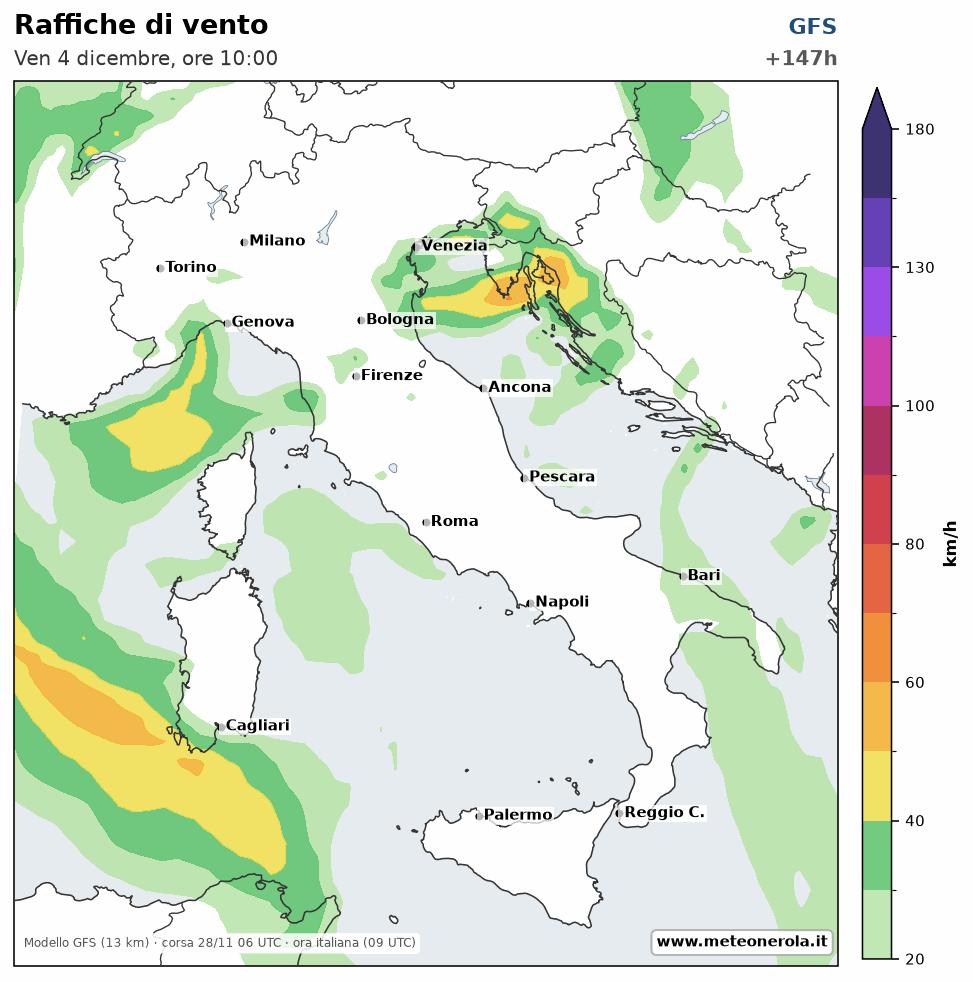 Raffiche di vento
GFS
Ven 4 dicembre, ore 10:00
+147h
180
130
100
80
60
40
20
km/h
Milano
Venezia
Torino
Genova
Bologna
Firenze
Ancona
Pescara
Roma
Bari
Napoli
Cagliari
Palermo
Reggio C.
Modello GFS (13 km) · corsa 28/11 06 UTC · ora italiana (09 UTC)
www.meteonerola.it